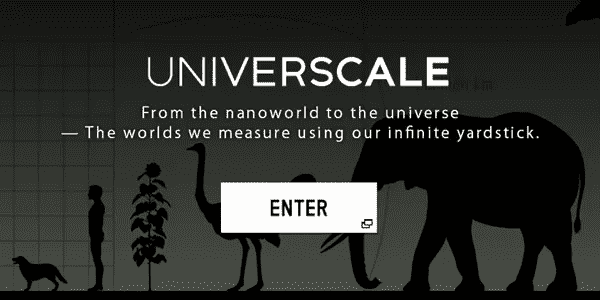 UNIVERSCALE
From the nanoworld to the universe
— The worlds we measure using our infinite yardstick.
ENTER